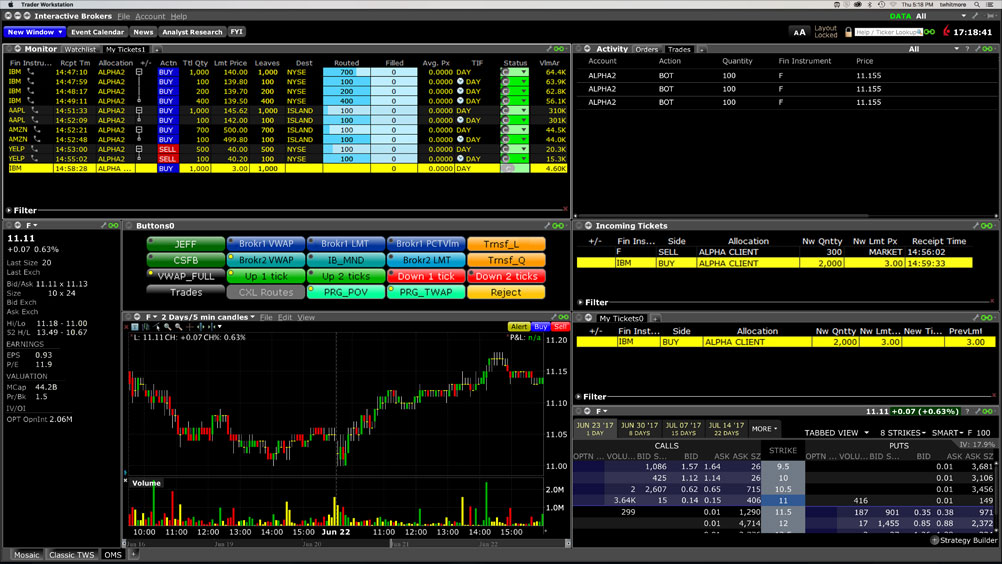 Trader Workstation
Thu 5:18 PM twhitmore
Interactive Brokers File Account Help
DATA All
New Window Event Calendar News Analyst Research FYI
AA Layout Locked Help / Ticker Lookup 17:18:41
Monitor Watchlist My Tickets1 +
Fin Instru... Rcpt Tm Allocation +/- Actn Ttl Qty Lmt Price Leaves Dest Routed Filled Avg. Px TIF Status VlmAr
IBM 14:47:10 ALPHA2 BUY 1,000 140.00 1,000 NYSE 700 0 0.0000 DAY 64.4K
IBM 14:47:59 ALPHA2 BUY 100 139.80 100 NYSE 100 0 0.0000 DAY 63.9K
IBM 14:48:17 ALPHA2 BUY 200 139.70 200 NYSE 200 0 0.0000 DAY 62.8K
IBM 14:49:11 ALPHA2 BUY 400 139.50 400 NYSE 400 0 0.0000 DAY 56.1K
AAPL 14:51:33 ALPHA2 BUY 1,000 145.62 1,000 ISLAND 100 0 0.0000 DAY 310K
AAPL 14:52:09 ALPHA2 BUY 100 142.00 100 ISLAND 100 0 0.0000 DAY 301K
AMZN 14:52:21 ALPHA2 BUY 700 500.00 700 ISLAND 100 0 0.0000 DAY 44.5K
AMZN 14:52:48 ALPHA2 BUY 100 499.80 100 ISLAND 100 0 0.0000 DAY 44.0K
YELP 14:53:00 ALPHA2 SELL 500 40.00 500 NYSE 100 0 0.0000 DAY 20.3K
YELP 14:55:02 ALPHA2 SELL 100 40.20 100 NYSE 100 0 0.0000 DAY 15.3K
IBM 14:58:28 ALPHA ... BUY 1,000 3.00 1,000 0.0000 DAY 4.60K
Filter
Activity Orders Trades + All
Account Action Quantity Fin Instrument Price
ALPHA2 BOT 100 F 11.155
ALPHA2 BOT 100 F 11.155
ALPHA2 BOT 100 F 11.155
F
11.11
+0.07 0.63%
Last Size 20
Last Exch
Bid/Ask 11.11 x 11.13
Size 10 x 24
Bid Exch
Ask Exch
Hi/Lo 11.18 - 11.00
52 H/L 13.49 - 10.67
EARNINGS
EPS 0.93
P/E 11.9
VALUATION
MCap 44.2B
Pr/Bk 1.5
IV/OI
OPT OpnInt 2.06M
Buttons0
JEFF Brokr1 VWAP Brokr1 LMT Brokr1 PCTVlm Trnsf_L
CSFB Brokr2 VWAP IB_MND Brokr2 LMT Trnsf_Q
VWAP_FULL Up 1 tick Up 2 ticks Down 1 ticks Down 2 ticks
Trades CXL Routes PRG_POV PRG_TWAP Reject
F 2 Days/5 min candles File Edit View
Alert Buy Sell
L: 11.11 CH: +0.07 CH%: 0.63% P&L: n/a
11.20
11.15
11.10
11.05
11.00
Volume
2.0M
1.0M
10:00 11:00 12:00 13:00 14:00 15:00 Jun 22 10:00 11:00 12:00 13:00 14:00 15:00
Jun 16 Jun 19 Jun 21 Jun 22
Incoming Tickets
+/- Fin Ins... Side Allocation Nw Qntty Nw Lmt Px Receipt Time
F SELL ALPHA CLIENT 300 MARKET 14:56:02
IBM BUY ALPHA CLIENT 2,000 3.00 14:59:33
Filter
My Tickets0 +
+/- Fin Inst... Side Allocation Nw Qntty Nw Lmt... New Ti... PrevLmt
IBM BUY ALPHA CLIENT 2,000 3.00 3.00
Filter
F 11.11 +0.07 (+0.63%)
JUN 23 '17 JUN 30 '17 JUL 07 '17 JUL 14 '17 MORE TABBED VIEW 8 STRIKES SMART F 100
1 DAY 8 DAYS 15 DAYS 22 DAYS
CALLS STRIKE PUTS IV: 17.9%
OPTN ... VOLU... BID S... BID ASK ASK SZ OPTN ... VOLU... BID S... BID ASK ASK SZ
1,086 1.57 1.64 26 9.5 0.01 3,681
425 1.12 1.14 26 10 0.01 3,106
2 2,607 0.62 0.65 715 10.5 0.01 3,456
3.64K 15 0.14 0.15 406 11 416 0.01 149
299 0.01 1,290 11.5 187 901 0.35 0.38 971
0.01 4,714 12 17 1,455 0.85 0.88 2,372
Strategy Builder
Mosaic Classic TWS OMS +